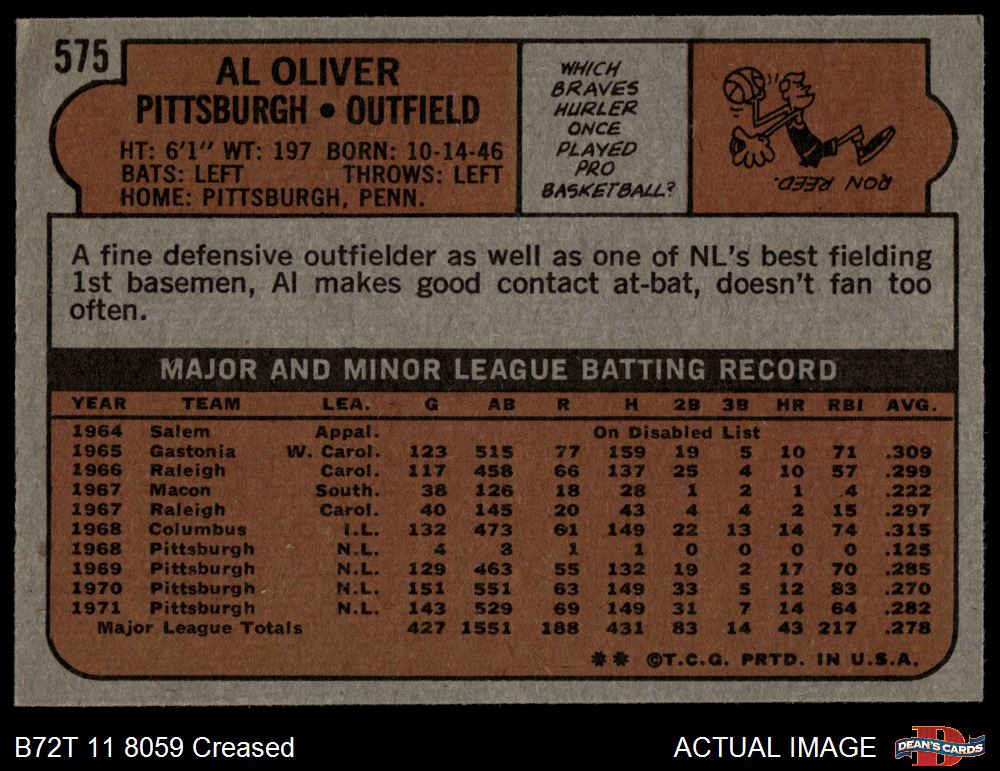 575
AL OLIVER
PITTSBURGH • OUTFIELD
HT: 6'1" WT: 197 BORN: 10-14-46
BATS: LEFT THROWS: LEFT
HOME: PITTSBURGH, PENN.
WHICH
BRAVES
HURLER
ONCE
PLAYED
PRO
BASKETBALL?
RON REED.
A fine defensive outfielder as well as one of NL's best fielding
1st basemen, Al makes good contact at-bat, doesn't fan too
often.
MAJOR AND MINOR LEAGUE BATTING RECORD
YEAR TEAM LEA. G AB R H 2B 3B HR RBI AVG.
1964 Salem Appal. On Disabled List
1965 Gastonia W. Carol. 123 515 77 159 19 5 10 71 .309
1966 Raleigh Carol. 117 458 66 137 25 4 10 57 .299
1967 Macon South. 38 126 18 28 1 2 1 4 .222
1967 Raleigh Carol. 40 145 20 43 4 4 2 15 .297
1968 Columbus I.L. 132 473 61 149 22 13 14 74 .315
1968 Pittsburgh N.L. 4 8 1 1 0 0 0 0 .125
1969 Pittsburgh N.L. 129 463 55 132 19 2 17 70 .285
1970 Pittsburgh N.L. 151 551 63 149 33 5 12 83 .270
1971 Pittsburgh N.L. 143 529 69 149 31 7 14 64 .282
Major League Totals 427 1551 188 431 83 14 43 217 .278
** ©T.C.G. PRTD. IN U.S.A.
B72T 11 8059 Creased
ACTUAL IMAGE
D
DEAN'S CARDS